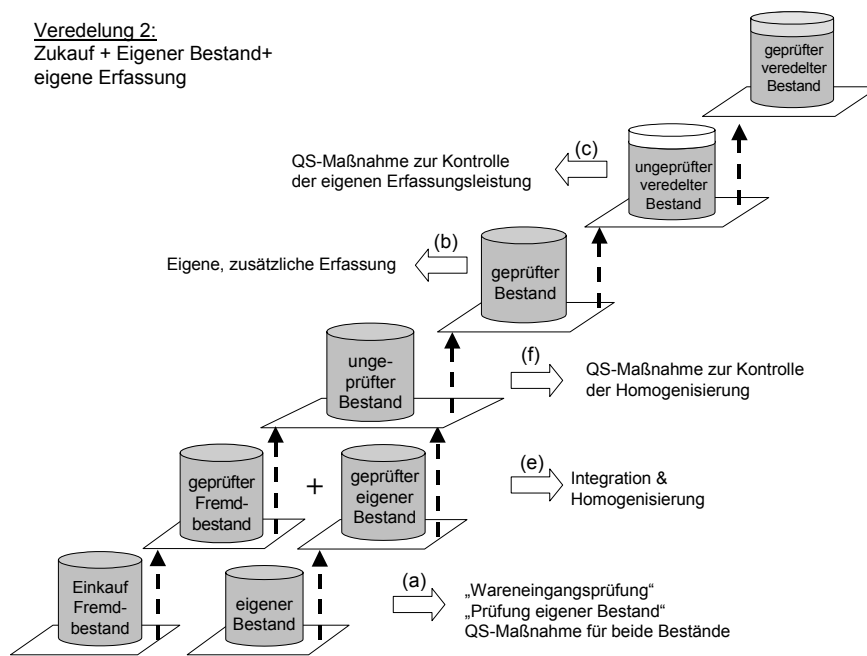 Veredelung 2:
Zukauf + Eigener Bestand+
eigene Erfassung
geprüfter
veredelter
Bestand
QS-Maßnahme zur Kontrolle
der eigenen Erfassungsleistung
(c)
ungeprüfter
veredelter
Bestand
Eigene, zusätzliche Erfassung
(b)
geprüfter
Bestand
unge-
prüfter
Bestand
(f)
QS-Maßnahme zur Kontrolle
der Homogenisierung
geprüfter
Fremd-
bestand
+
geprüfter
eigener
Bestand
(e)
Integration &
Homogenisierung
Einkauf
Fremd-
bestand
eigener
Bestand
(a)
„Wareneingangsprüfung“
„Prüfung eigener Bestand“
QS-Maßnahme für beide Bestände